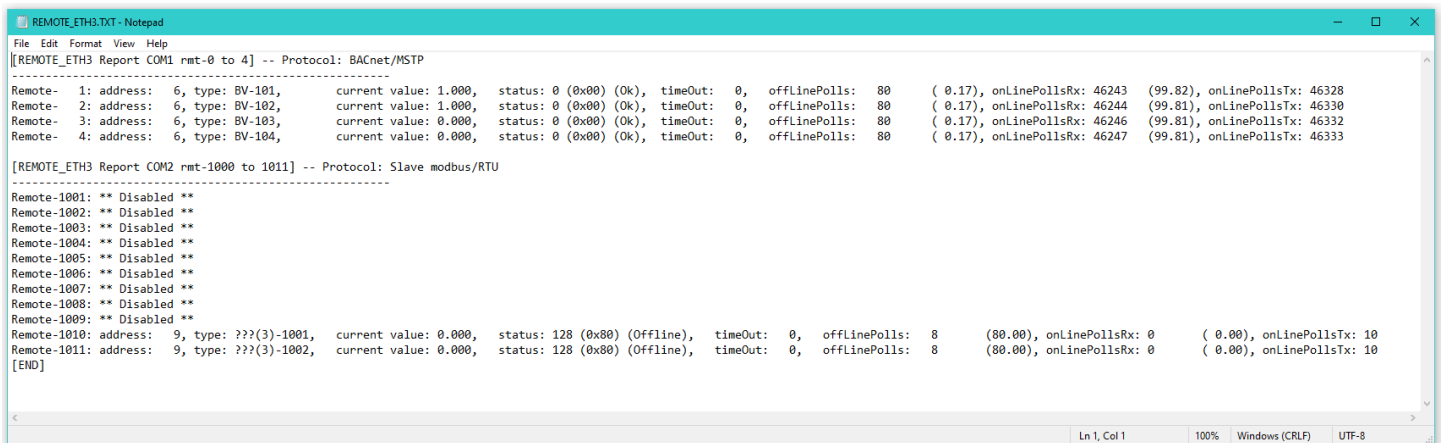 REMOTE_ETH3.TXT - Notepad
File Edit Format View Help
[REMOTE_ETH3 Report COM1 rmt-0 to 4] -- Protocol: BACnet/MSTP
--------------------------------------------------------
Remote-   1: address:   6, type: BV-101,        current value: 1.000,   status: 0 (0x00) (Ok),  timeOut:   0,   offLinePolls:   80      ( 0.17), onLinePollsRx: 46243   (99.82), onLinePollsTx: 46328
Remote-   2: address:   6, type: BV-102,        current value: 1.000,   status: 0 (0x00) (Ok),  timeOut:   0,   offLinePolls:   80      ( 0.17), onLinePollsRx: 46244   (99.81), onLinePollsTx: 46330
Remote-   3: address:   6, type: BV-103,        current value: 0.000,   status: 0 (0x00) (Ok),  timeOut:   0,   offLinePolls:   80      ( 0.17), onLinePollsRx: 46246   (99.81), onLinePollsTx: 46332
Remote-   4: address:   6, type: BV-104,        current value: 0.000,   status: 0 (0x00) (Ok),  timeOut:   0,   offLinePolls:   80      ( 0.17), onLinePollsRx: 46247   (99.81), onLinePollsTx: 46333
[REMOTE_ETH3 Report COM2 rmt-1000 to 1011] -- Protocol: Slave modbus/RTU
--------------------------------------------------------
Remote-1001: ** Disabled **
Remote-1002: ** Disabled **
Remote-1003: ** Disabled **
Remote-1004: ** Disabled **
Remote-1005: ** Disabled **
Remote-1006: ** Disabled **
Remote-1007: ** Disabled **
Remote-1008: ** Disabled **
Remote-1009: ** Disabled **
Remote-1010: address:   9, type: ???(3)-1001,   current value: 0.000,   status: 128 (0x80) (Offline),   timeOut:   0,   offLinePolls:   8       (80.00), onLinePollsRx: 0       ( 0.00), onLinePollsTx: 10
Remote-1011: address:   9, type: ???(3)-1002,   current value: 0.000,   status: 128 (0x80) (Offline),   timeOut:   0,   offLinePolls:   8       (80.00), onLinePollsRx: 0       ( 0.00), onLinePollsTx: 10
[END]
Ln 1, Col 1 100% Windows (CRLF) UTF-8